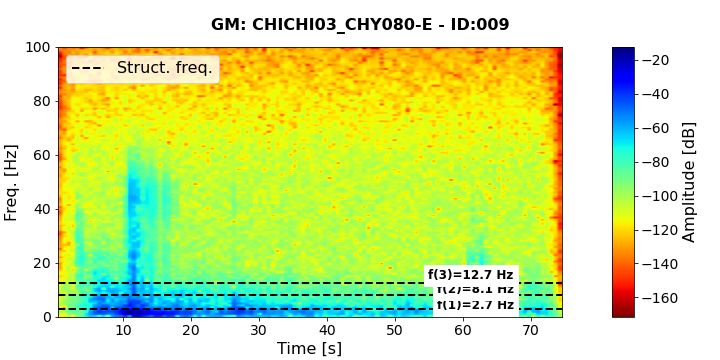 GM: CHICHI03_CHY080-E - ID:009
100
80
60
40
20
0
Freq. [Hz]
Struct. freq.
f(3)=12.7 Hz
f(2)=8.1 Hz
f(1)=2.7 Hz
10
20
30
40
50
60
70
Time [s]
−20
−40
−60
−80
−100
−120
−140
−160
Amplitude [dB]